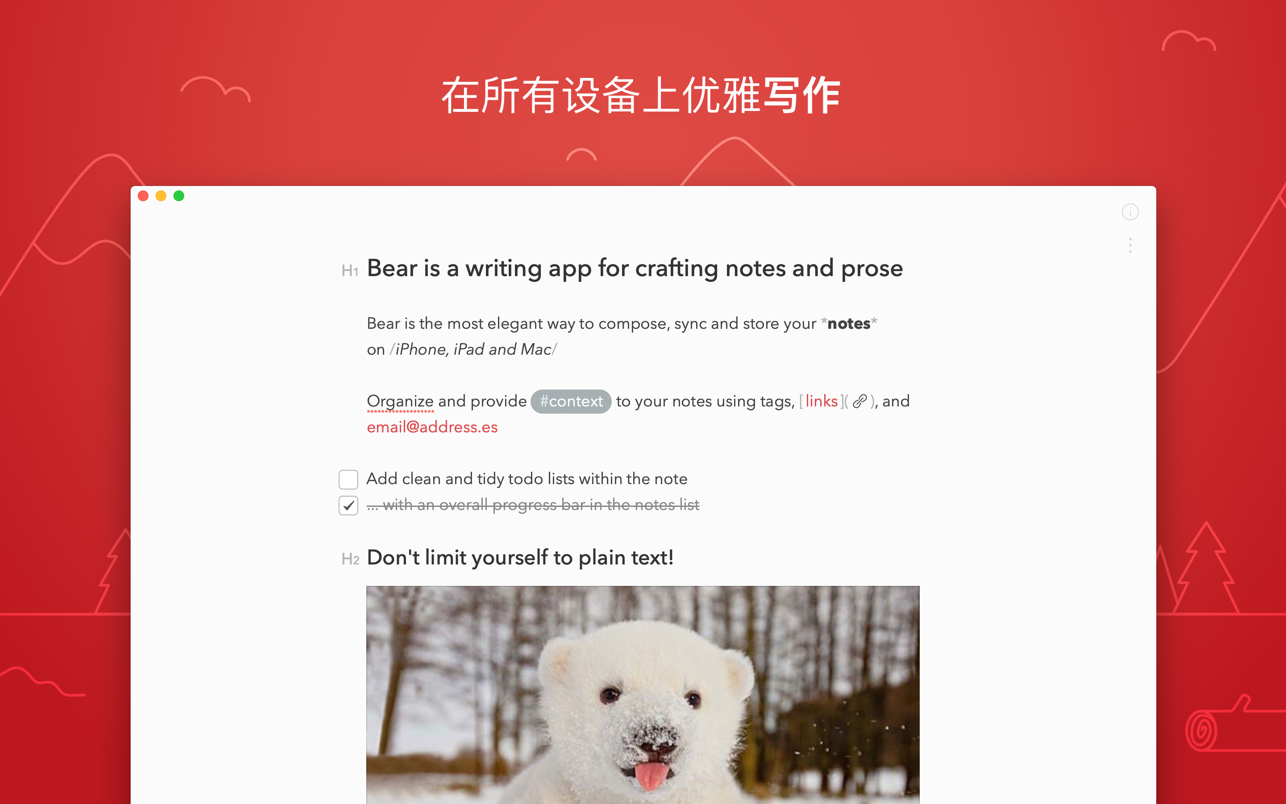 在所有设备上优雅写作
H1 Bear is a writing app for crafting notes and prose
Bear is the most elegant way to compose, sync and store your *notes*
on /iPhone, iPad and Mac/
Organize and provide #context to your notes using tags, [links](), and
email@address.es
Add clean and tidy todo lists within the note
... with an overall progress bar in the notes list
H2 Don't limit yourself to plain text!